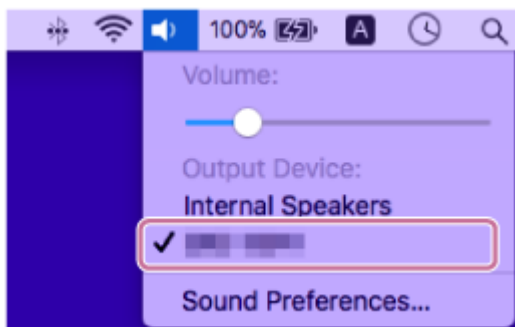 100% A
Volume:
Output Device:
Internal Speakers
Sound Preferences...